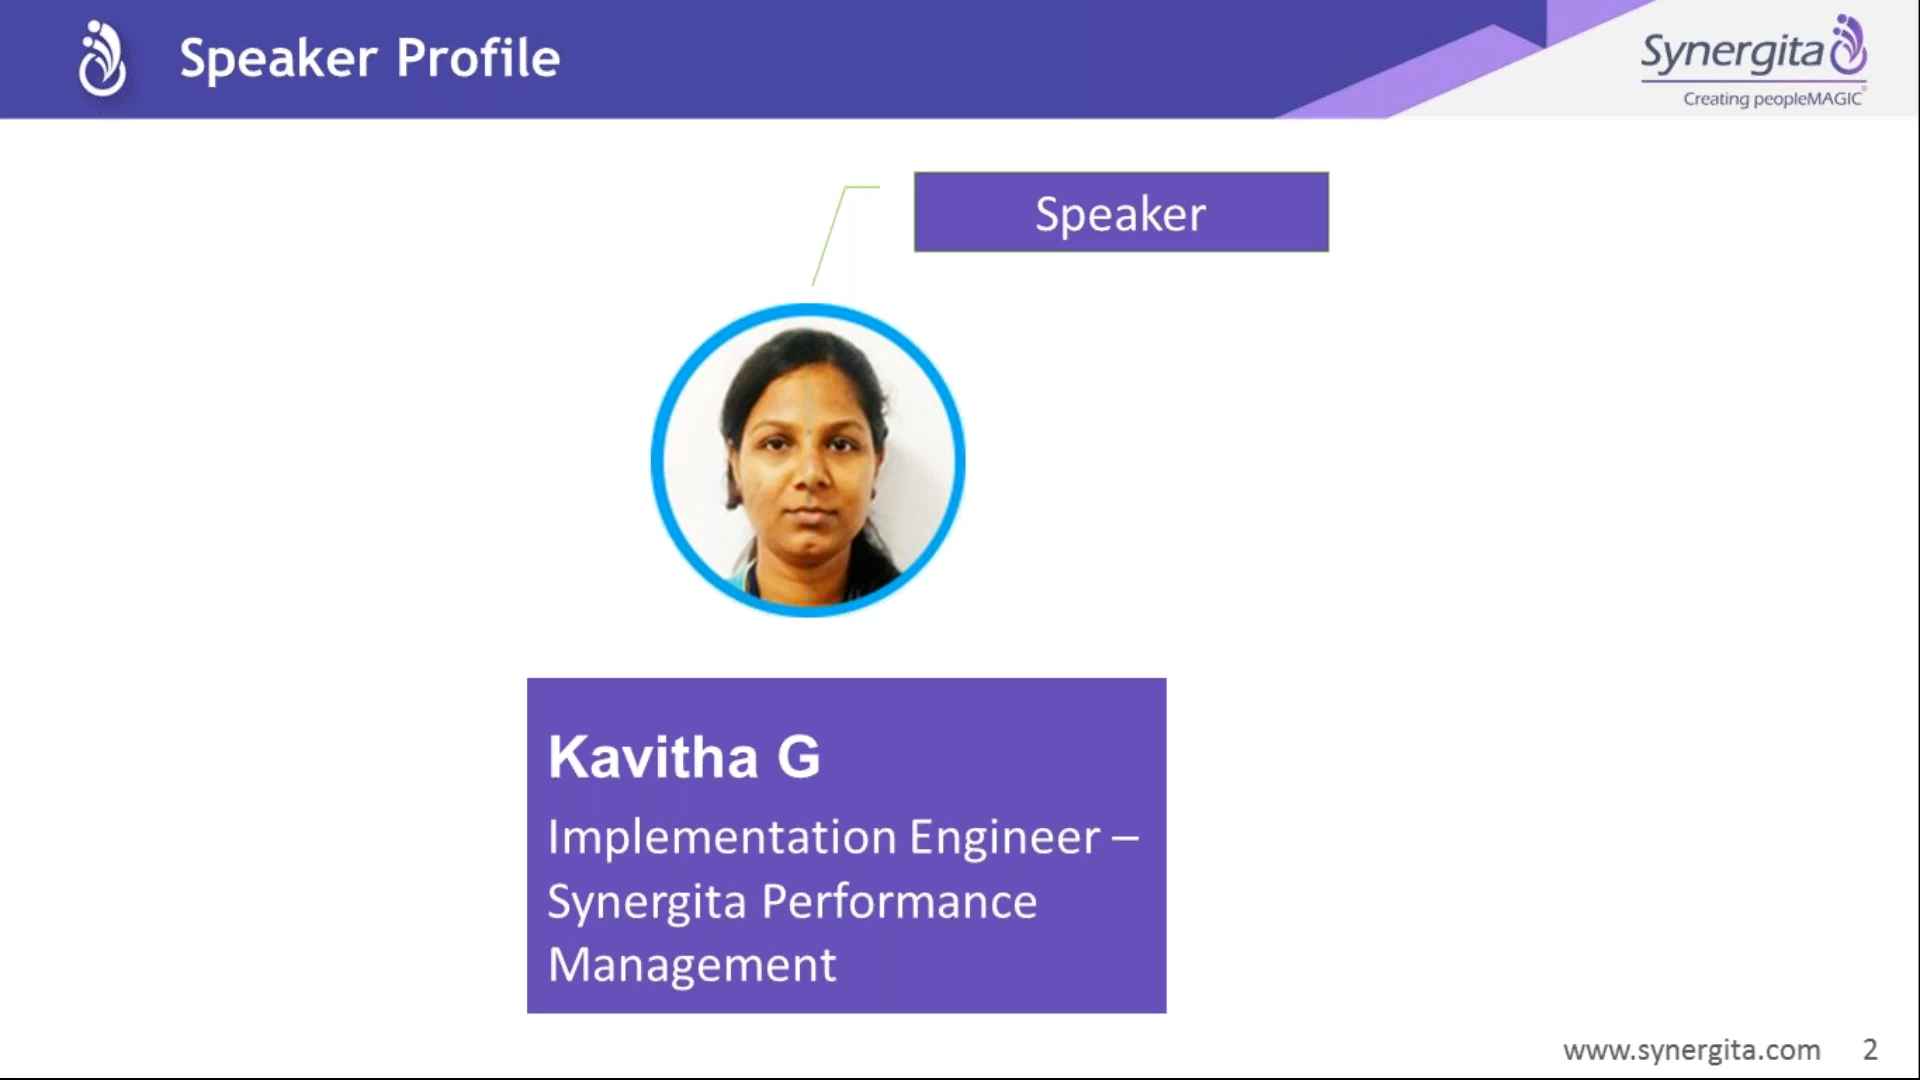 Speaker Profile
Synergita
Creating peopleMAGIC®
Speaker
Kavitha G
Implementation Engineer –
Synergita Performance
Management
www.synergita.com 2